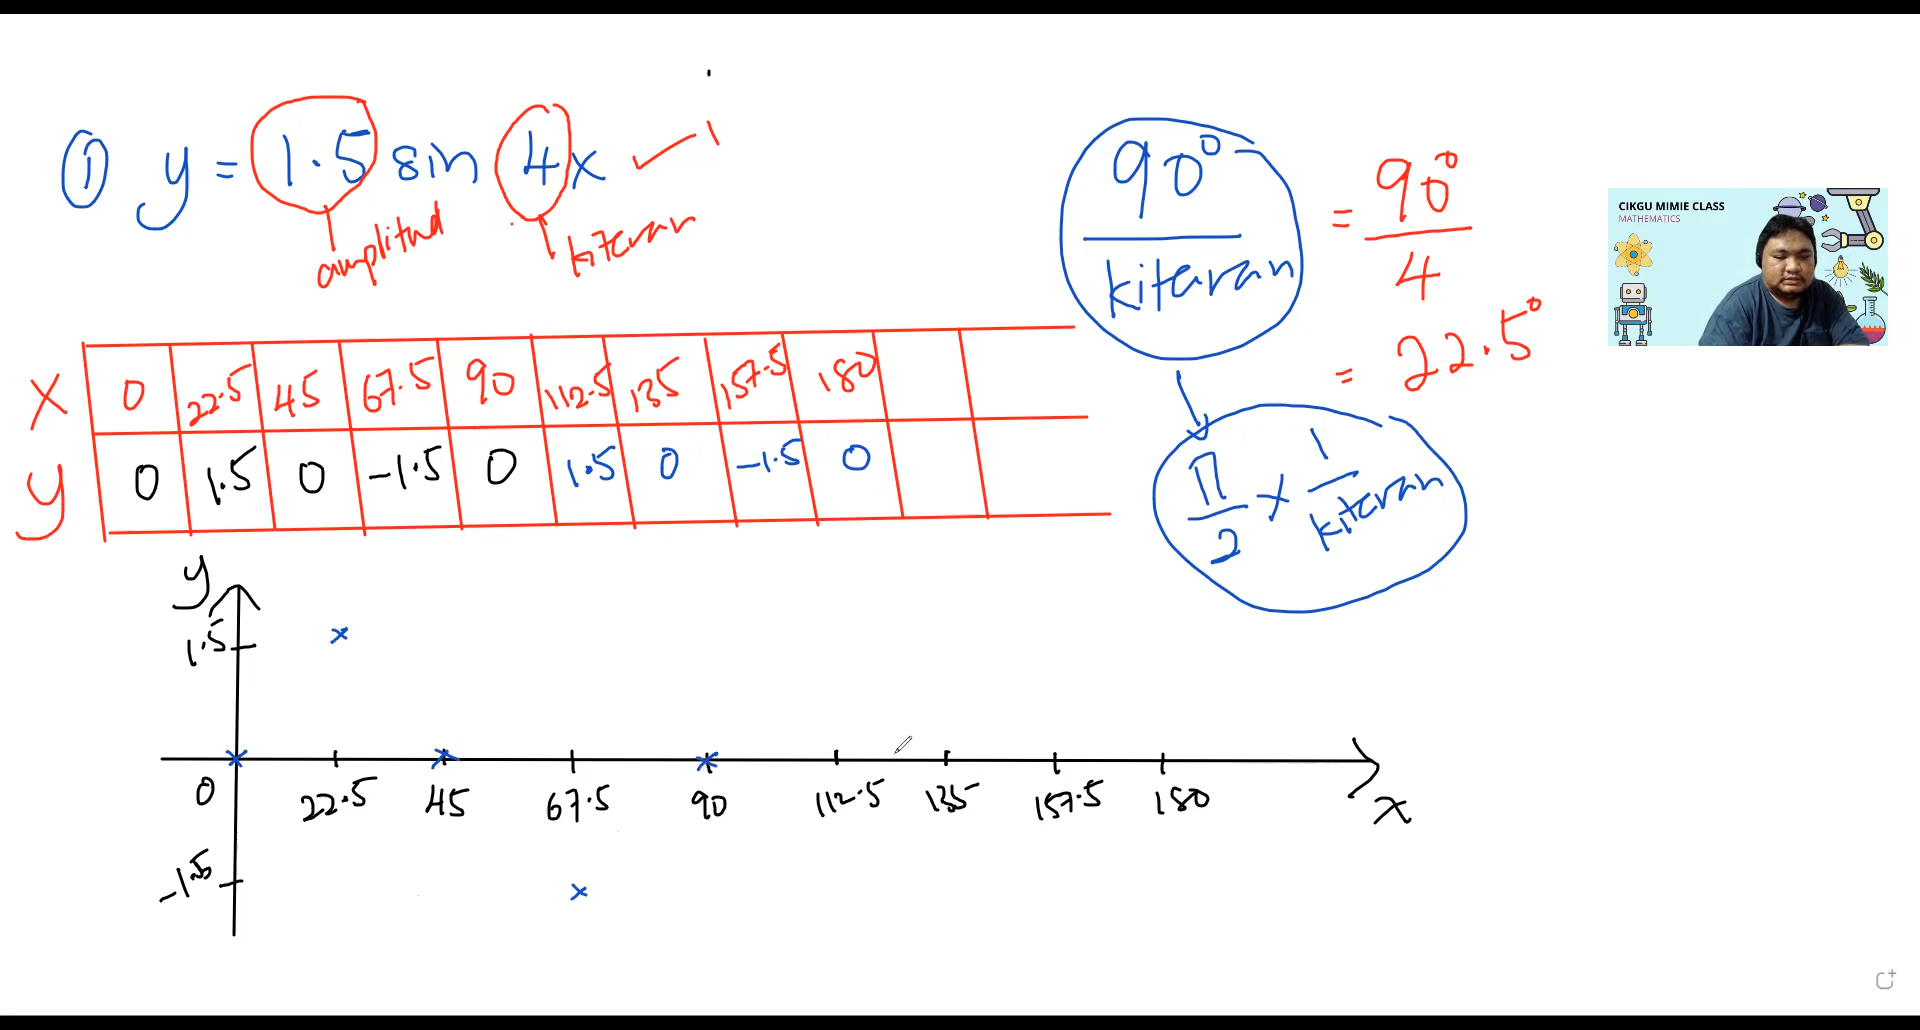 ① y = 1.5 sin 4x
amplitud
kitaran
90° / kitaran = 90° / 4
= 22.5°
π/2 × 1/kitaran
CIKGU MIMIE CLASS
MATHEMATICS
x 0 22.5 45 67.5 90 112.5 135 157.5 180
y 0 1.5 0 -1.5 0 1.5 0 -1.5 0
y
1.5
0 22.5 45 67.5 90 112.5 135 157.5 180
x
-1.5